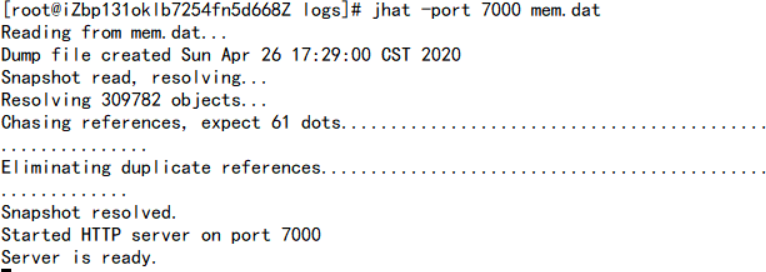 [root@iZbp131oklb7254fn5d668Z logs]# jhat -port 7000 mem.dat
Reading from mem.dat...
Dump file created Sun Apr 26 17:29:00 CST 2020
Snapshot read, resolving...
Resolving 309782 objects...
Chasing references, expect 61 dots..............................................
...............
Eliminating duplicate references................................................
.............
Snapshot resolved.
Started HTTP server on port 7000
Server is ready.